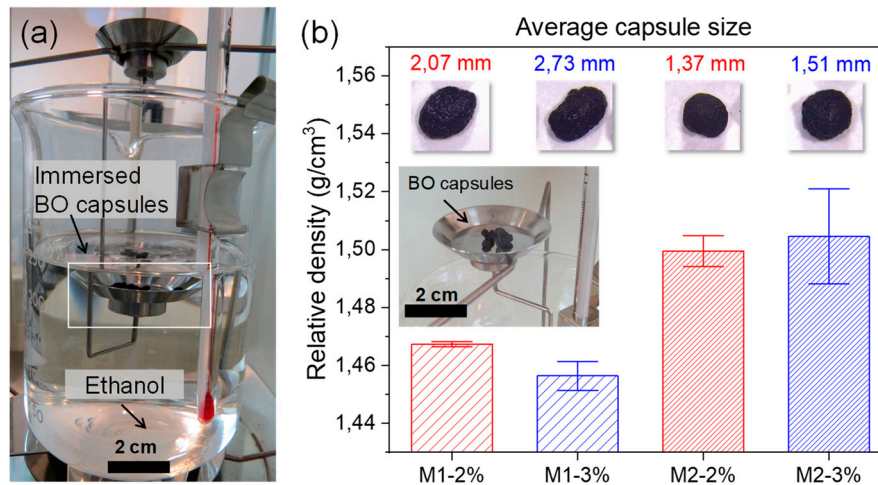 (a)
Immersed
BO capsules
Ethanol
2 cm
50
(b)
Average capsule size
2,07 mm
2,73 mm
1,37 mm
1,51 mm
BO capsules
2 cm
Relative density (g/cm³)
1,56
1,54
1,52
1,50
1,48
1,46
1,44
M1-2%
M1-3%
M2-2%
M2-3%